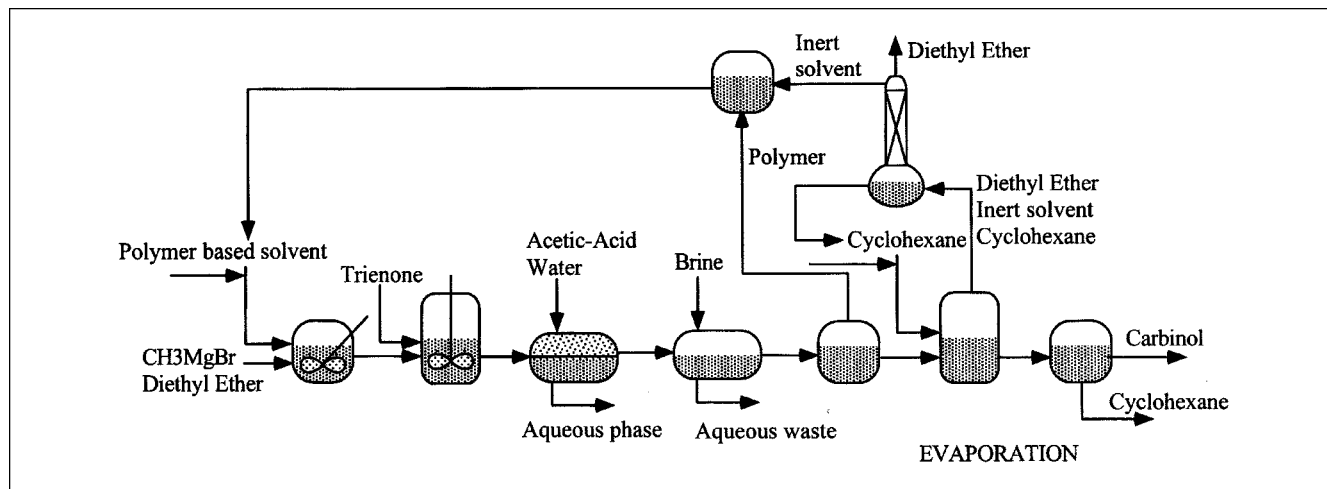 Inert
solvent
Diethyl Ether
Polymer
Diethyl Ether
Inert solvent
Cyclohexane
Cyclohexane
Polymer based solvent
Trienone
Acetic-Acid
Water
Brine
CH3MgBr
Diethyl Ether
Carbinol
Cyclohexane
Aqueous phase
Aqueous waste
EVAPORATION